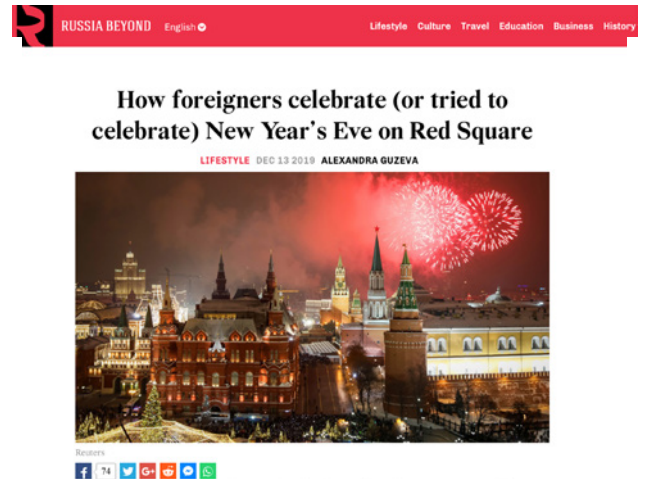 RUSSIA BEYOND English
Lifestyle Culture Travel Education Business History
How foreigners celebrate (or tried to
celebrate) New Year's Eve on Red Square
LIFESTYLE DEC 13 2019 ALEXANDRA GUZEVA
Reuters
74